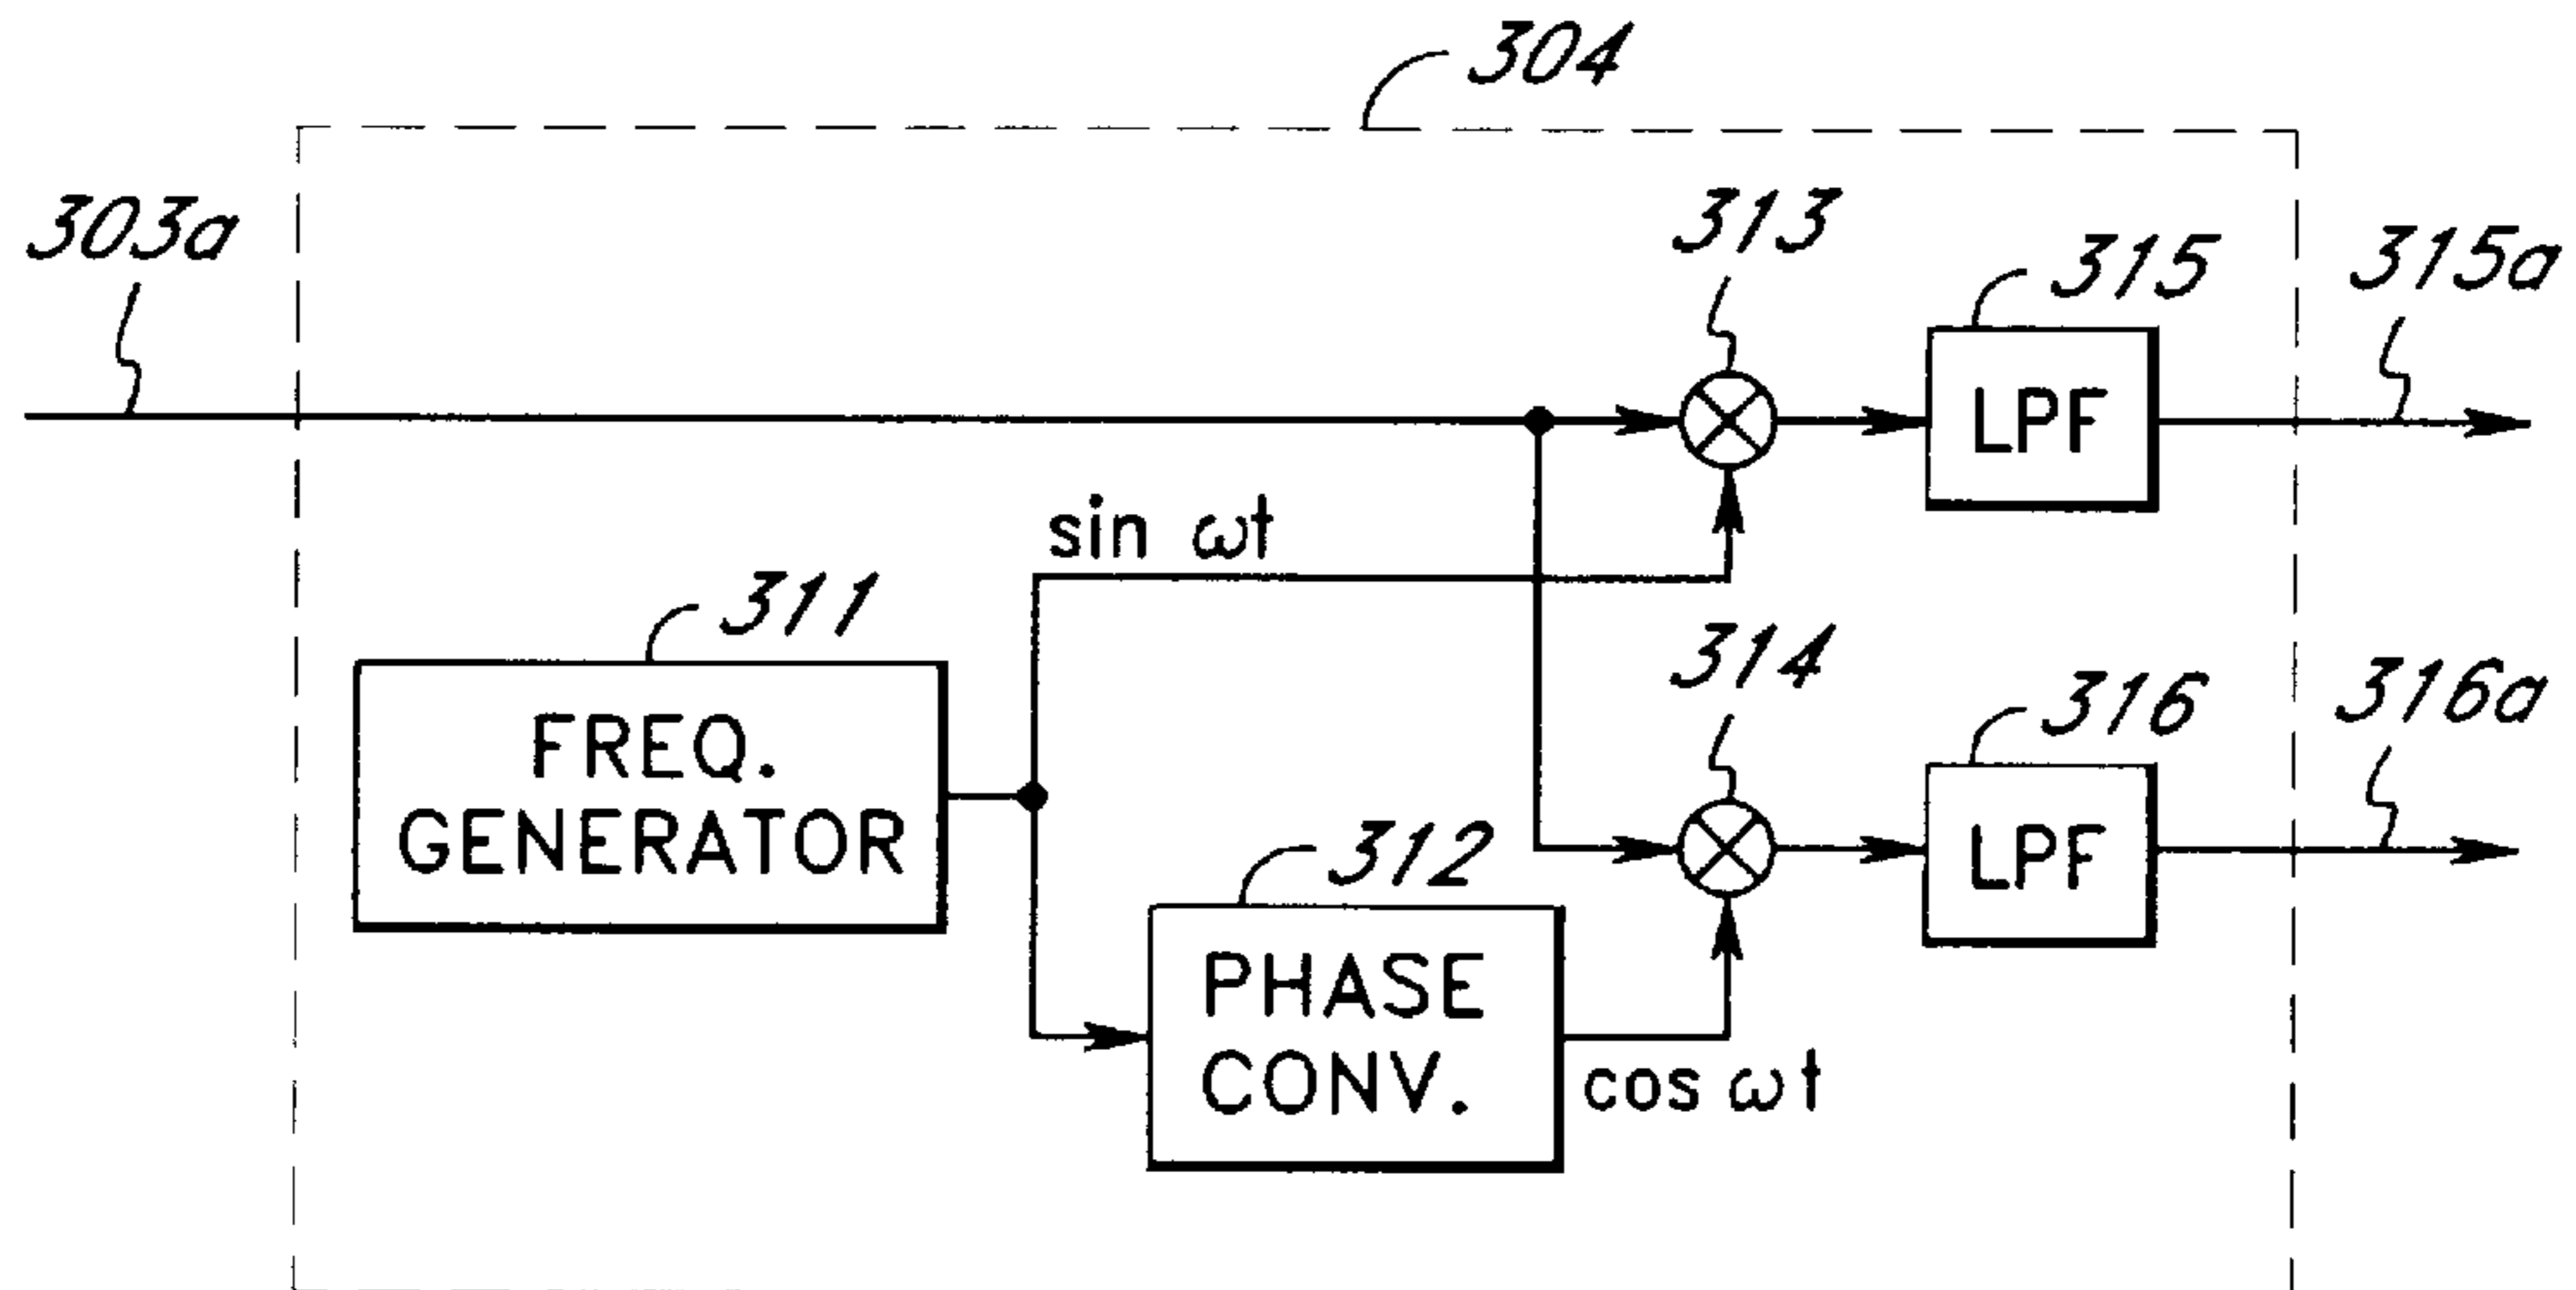 304
303a
313
315
315a
LPF
sin ωt
311
FREQ.
GENERATOR
314
316
316a
LPF
312
PHASE
CONV.
cos ωt